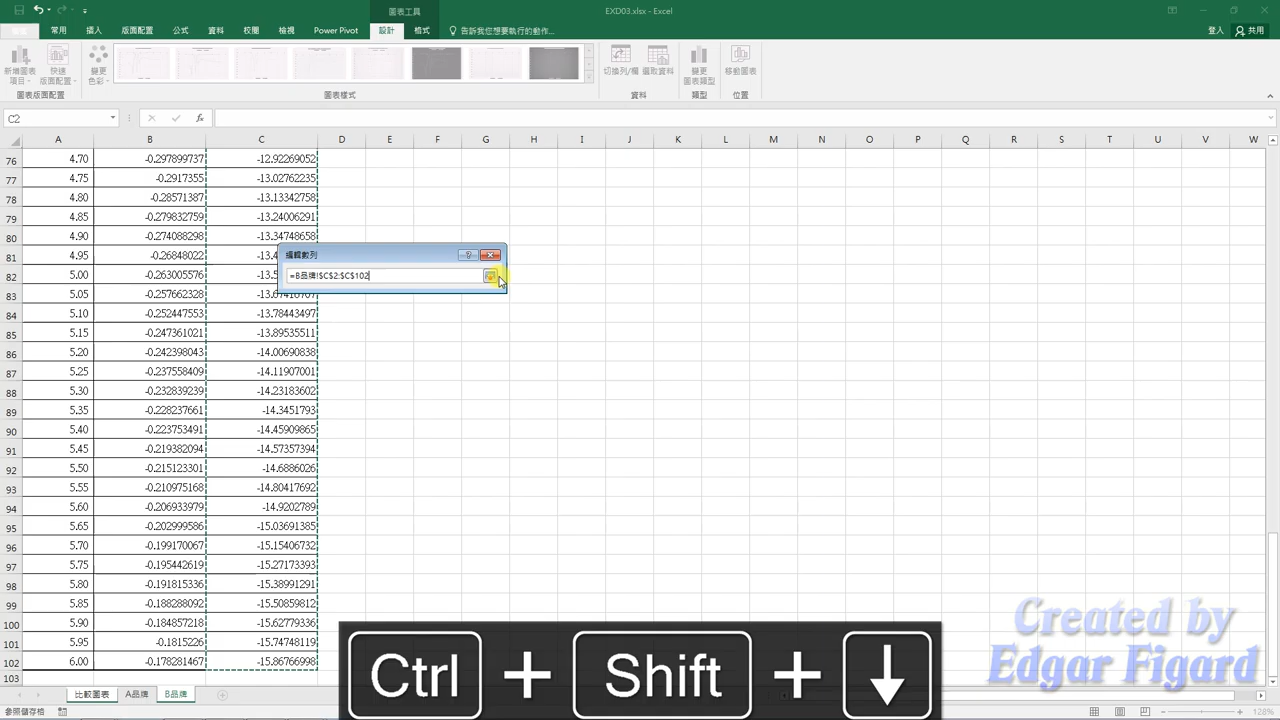 圖表工具
EXD03.xlsx - Excel
常用 插入 版面配置 公式 資料 校閱 檢視 Power Pivot 設計 格式 告訴我您想要執行的動作... 登入 共用
新增圖表項目 快速版面配置 變更色彩 切換列/欄 選取資料 變更圖表類型 移動圖表
圖表版面配置 圖表樣式 資料 類型 位置
C2 fx
A B C D E F G H I J K L M N O P Q R S T U V W
76 4.70 -0.297899737 -12.92269052
77 4.75 -0.2917355 -13.02762235
78 4.80 -0.28571387 -13.13342758
79 4.85 -0.279832759 -13.24006291
80 4.90 -0.274088298 -13.34748658
81 4.95 -0.26848022
編輯數列
82 5.00 -0.263005576
=B品牌!$C$2:$C$102
83 5.05 -0.257662328
84 5.10 -0.252447553 -13.78443497
85 5.15 -0.247361021 -13.89535511
86 5.20 -0.242398043 -14.00690838
87 5.25 -0.237558409 -14.11907001
88 5.30 -0.232839239 -14.23183602
89 5.35 -0.228237661 -14.3451793
90 5.40 -0.223753491 -14.45909865
91 5.45 -0.219382094 -14.57357394
92 5.50 -0.215123301 -14.6886026
93 5.55 -0.210975168 -14.80417692
94 5.60 -0.206933979 -14.9202789
95 5.65 -0.202999586 -15.03691385
96 5.70 -0.199170067 -15.15406732
97 5.75 -0.195442619 -15.27173393
98 5.80 -0.191815336 -15.38991291
99 5.85 -0.188288092 -15.50859812
100 5.90 -0.184857218 -15.62779336
101 5.95 -0.1815226 -15.74748119
102 6.00 -0.178281467 -15.86766998
103
Ctrl + Shift + ↓
Created by
Edgar Egard
比較圖表 A品牌 B品牌
參照儲存格 128%